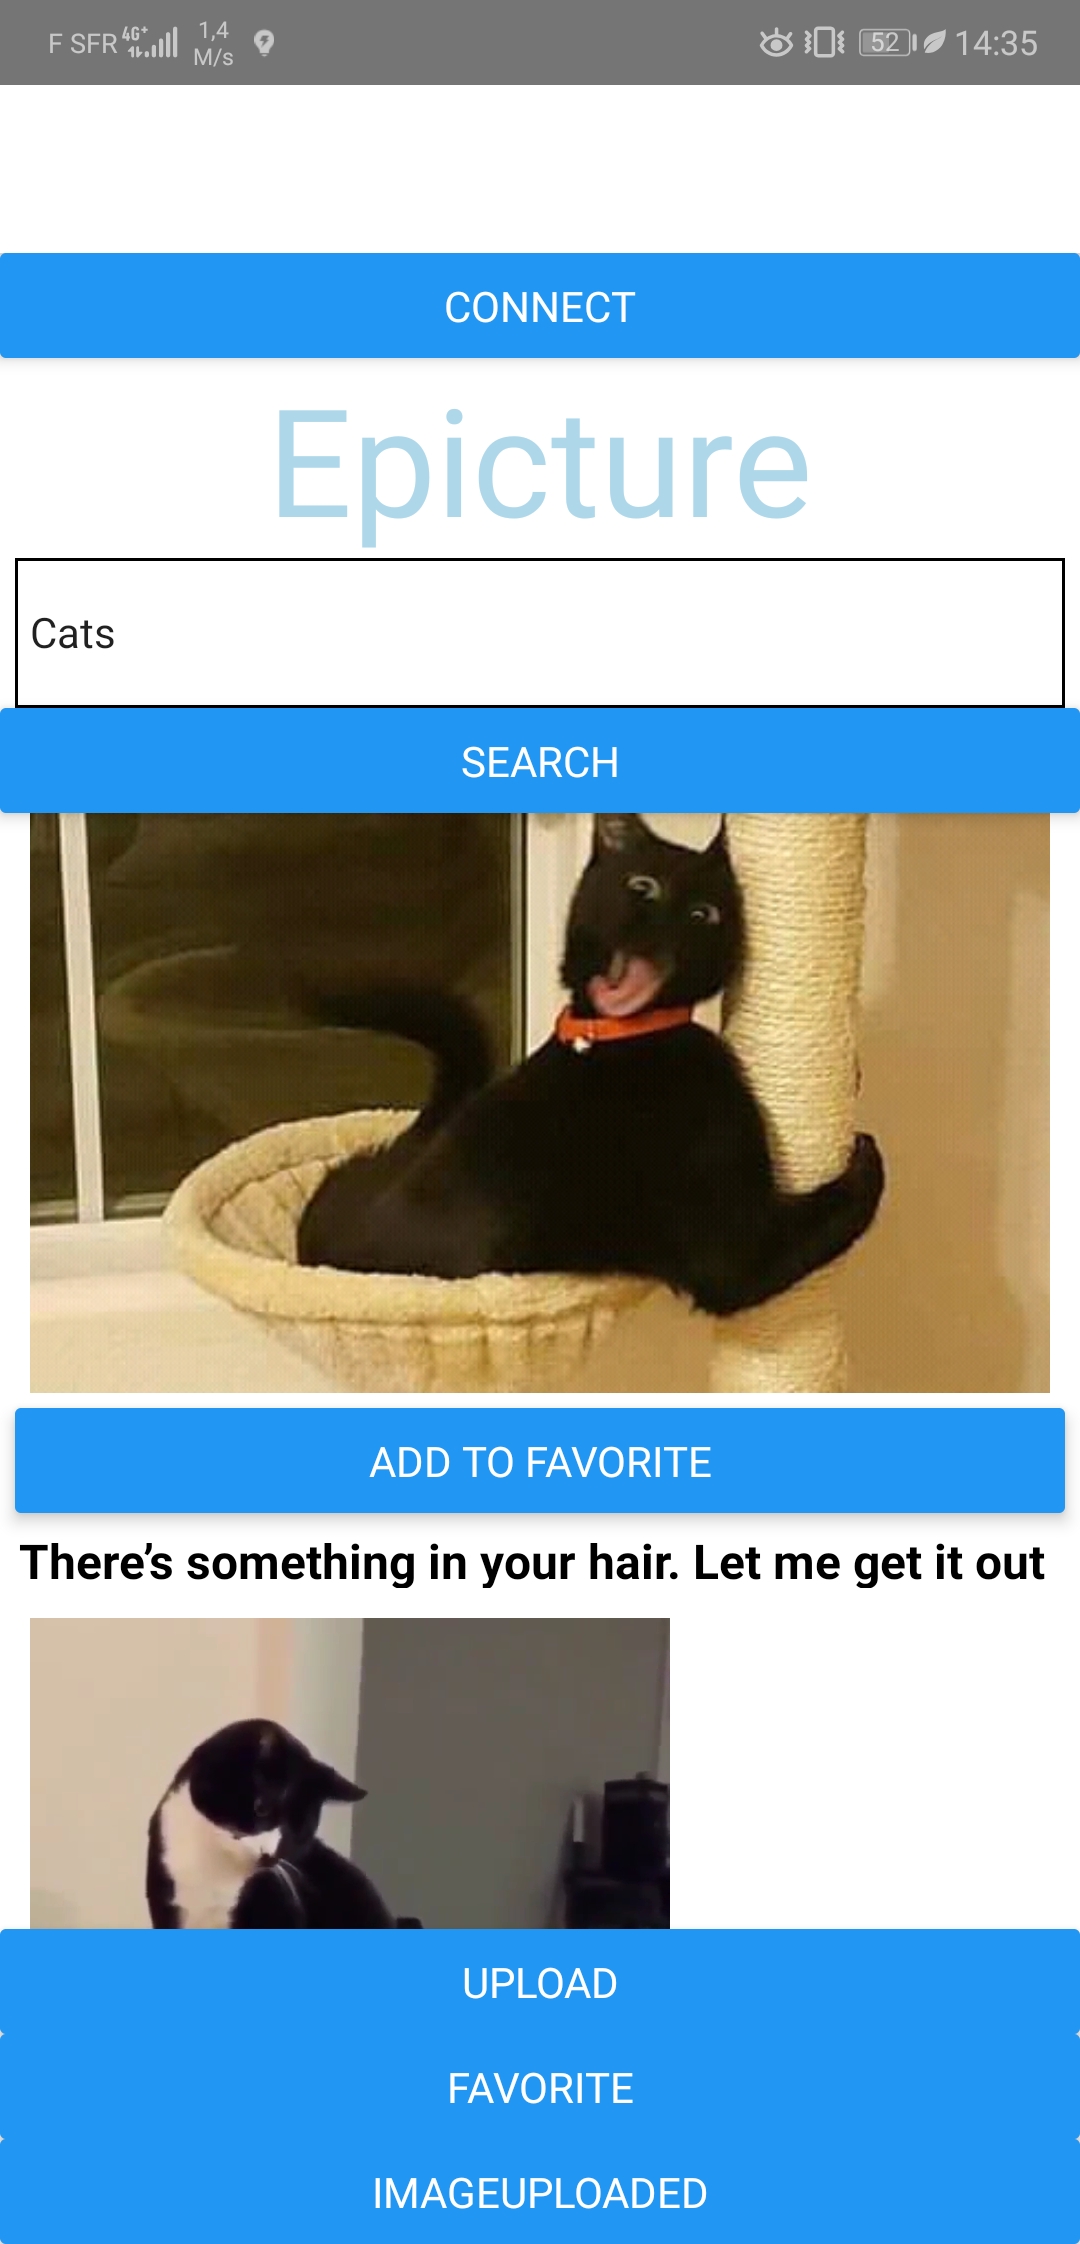 F SFR 4G+ 1,4 M/s 52 14:35
CONNECT
Epicture
Cats
SEARCH
ADD TO FAVORITE
There’s something in your hair. Let me get it out
UPLOAD
FAVORITE
IMAGEUPLOADED